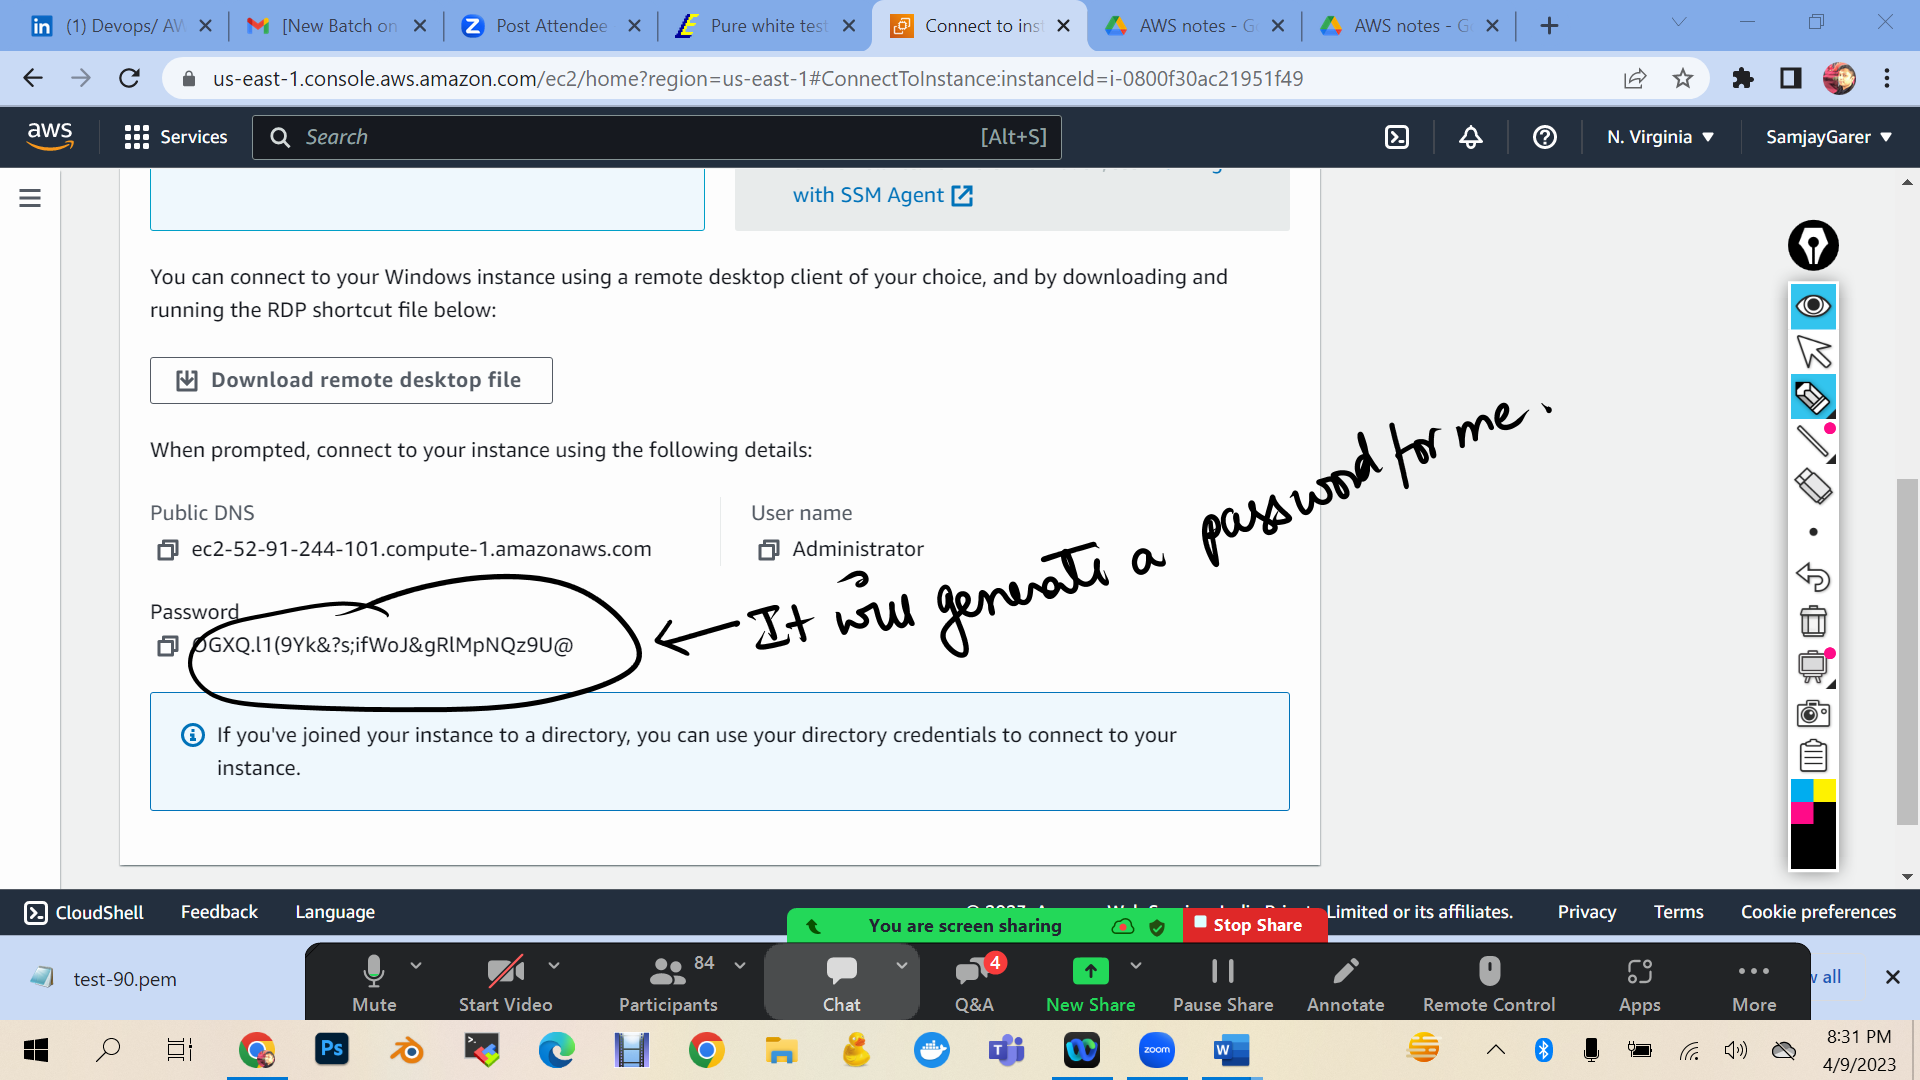 (1) Devops/ AW
[New Batch on
Post Attendee
Pure white test
Connect to inst
AWS notes - Go
AWS notes - G
us-east-1.console.aws.amazon.com/ec2/home?region=us-east-1#ConnectToInstance:instanceId=i-0800f30ac21951f49
aws
Services
Search
[Alt+S]
N. Virginia
SamjayGarer
with SSM Agent
You can connect to your Windows instance using a remote desktop client of your choice, and by downloading and
running the RDP shortcut file below:
Download remote desktop file
When prompted, connect to your instance using the following details:
Public DNS
ec2-52-91-244-101.compute-1.amazonaws.com
User name
Administrator
Password
OGXQ.l1(9Yk&?s;ifWoJ&gRlMpNQz9U@
It will generate a password for me.
If you've joined your instance to a directory, you can use your directory credentials to connect to your
instance.
CloudShell
Feedback
Language
Limited or its affiliates.
Privacy
Terms
Cookie preferences
You are screen sharing
Stop Share
test-90.pem
Mute
Start Video
84
Participants
Chat
4
Q&A
New Share
Pause Share
Annotate
Remote Control
Apps
More
all
Ps
zoom
W
8:31 PM
4/9/2023